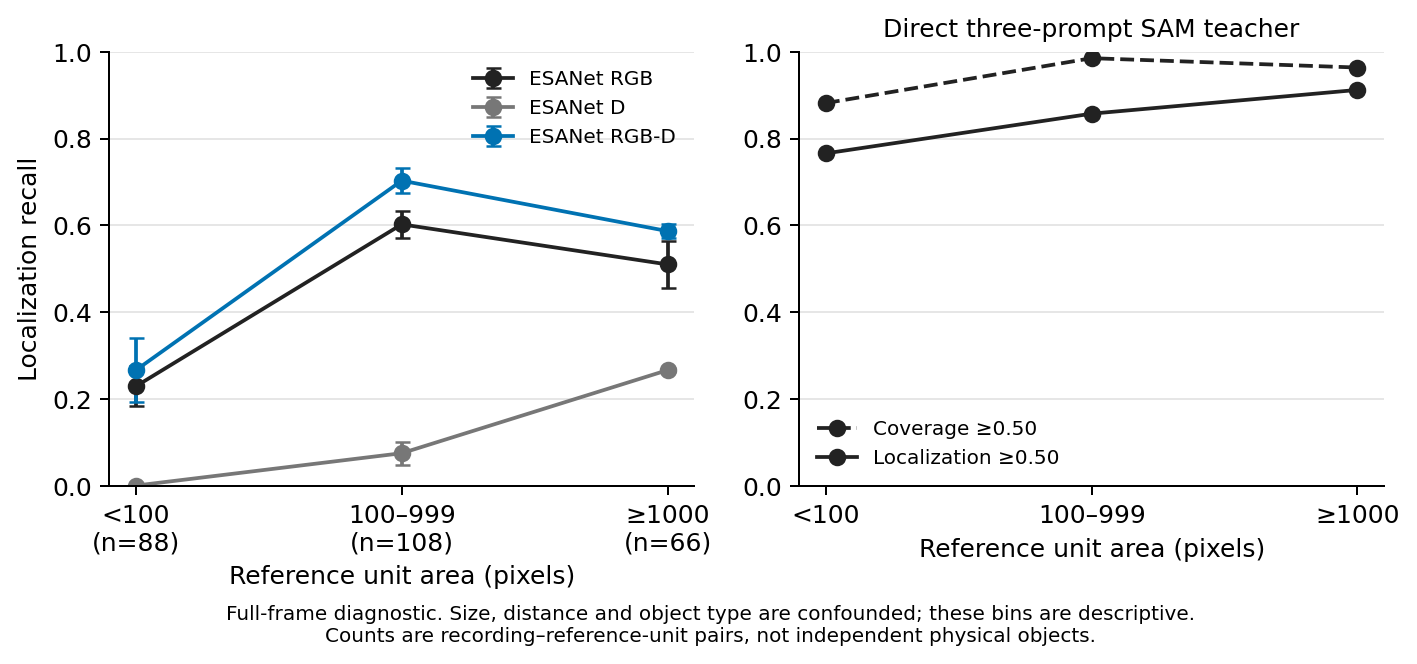 Direct three-prompt SAM teacher
Localization recall
1.0
0.8
0.6
0.4
0.2
0.0
ESANet RGB
ESANet D
ESANet RGB-D
<100
(n=88)
100–999
(n=108)
≥1000
(n=66)
Reference unit area (pixels)
1.0
0.8
0.6
0.4
0.2
0.0
Coverage ≥0.50
Localization ≥0.50
<100
100–999
≥1000
Reference unit area (pixels)
Full-frame diagnostic. Size, distance and object type are confounded; these bins are descriptive.
Counts are recording–reference-unit pairs, not independent physical objects.